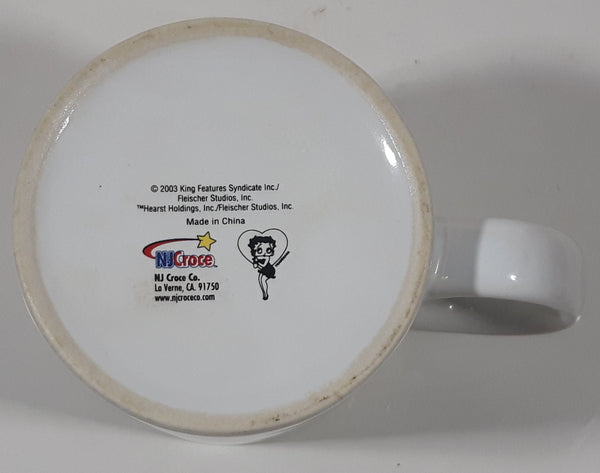 © 2003 King Features Syndicate Inc./
Fleischer Studios, Inc.
™Hearst Holdings, Inc./Fleischer Studios, Inc.
Made in China
NJCroce
NJ Croce Co.
La Verne, CA. 91750
www.njcroceco.com